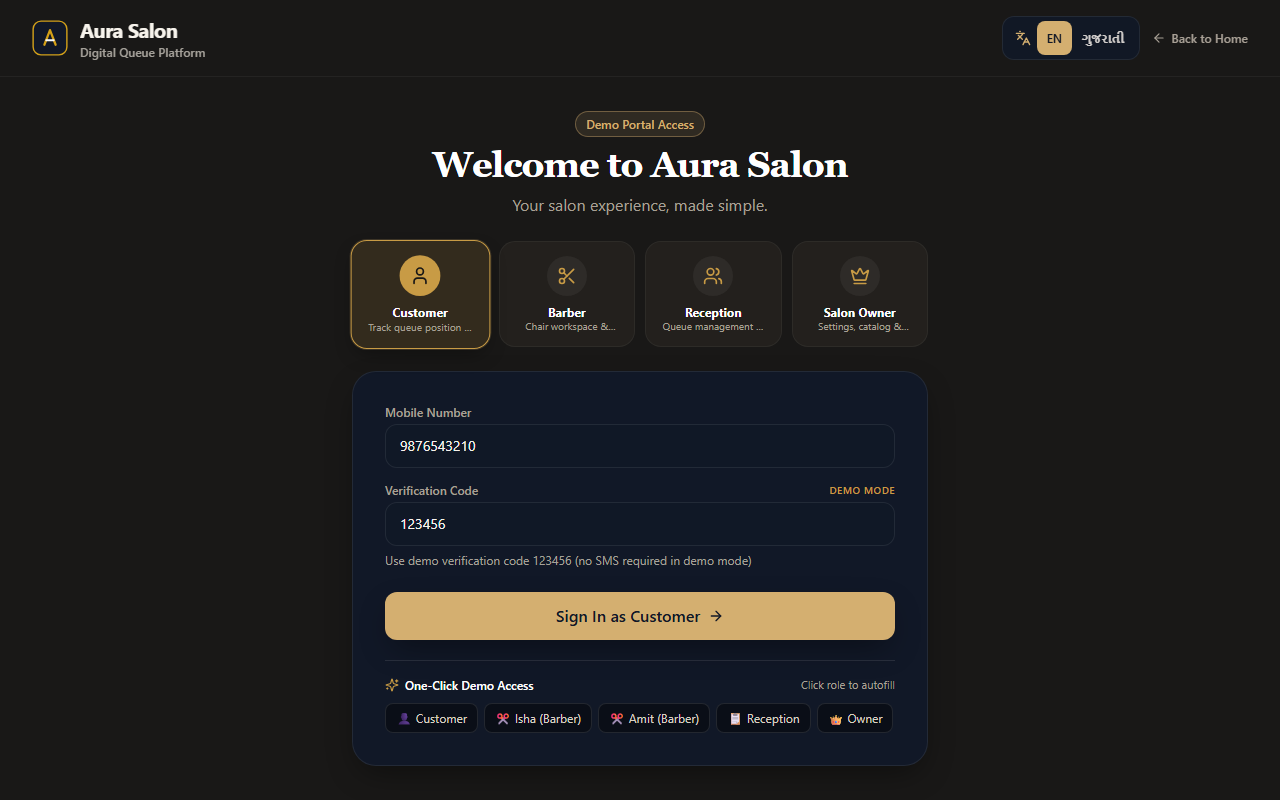 A
Aura Salon
Digital Queue Platform
EN
ગુજરાતી
← Back to Home
Demo Portal Access
Welcome to Aura Salon
Your salon experience, made simple.
Customer
Track queue position ...
Barber
Chair workspace &...
Reception
Queue management ...
Salon Owner
Settings, catalog &...
Mobile Number
9876543210
Verification Code
DEMO MODE
123456
Use demo verification code 123456 (no SMS required in demo mode)
Sign In as Customer →
One-Click Demo Access
Click role to autofill
Customer
Isha (Barber)
Amit (Barber)
Reception
Owner